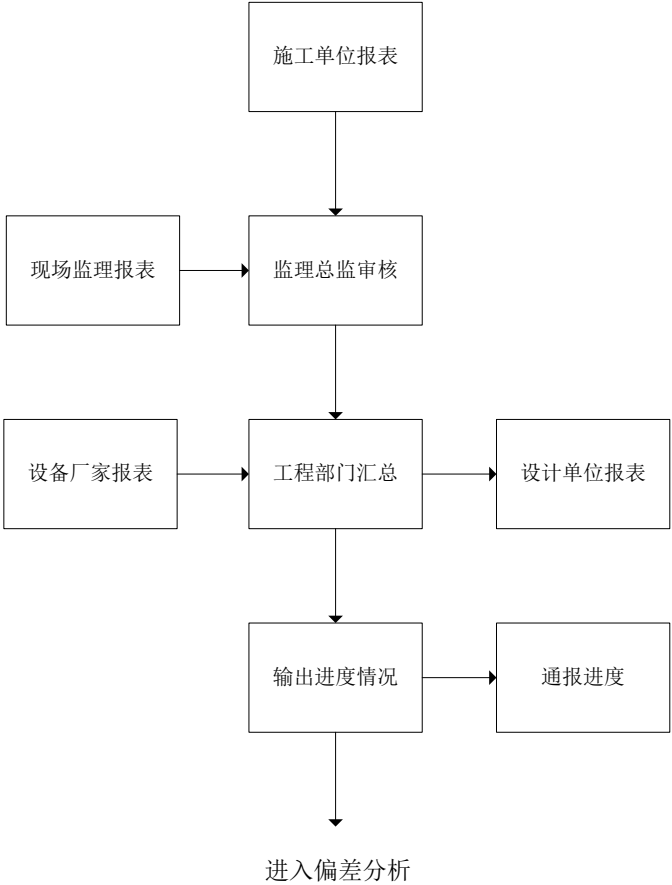 施工单位报表
现场监理报表
监理总监审核
设备厂家报表
工程部门汇总
设计单位报表
输出进度情况
通报进度
进入偏差分析